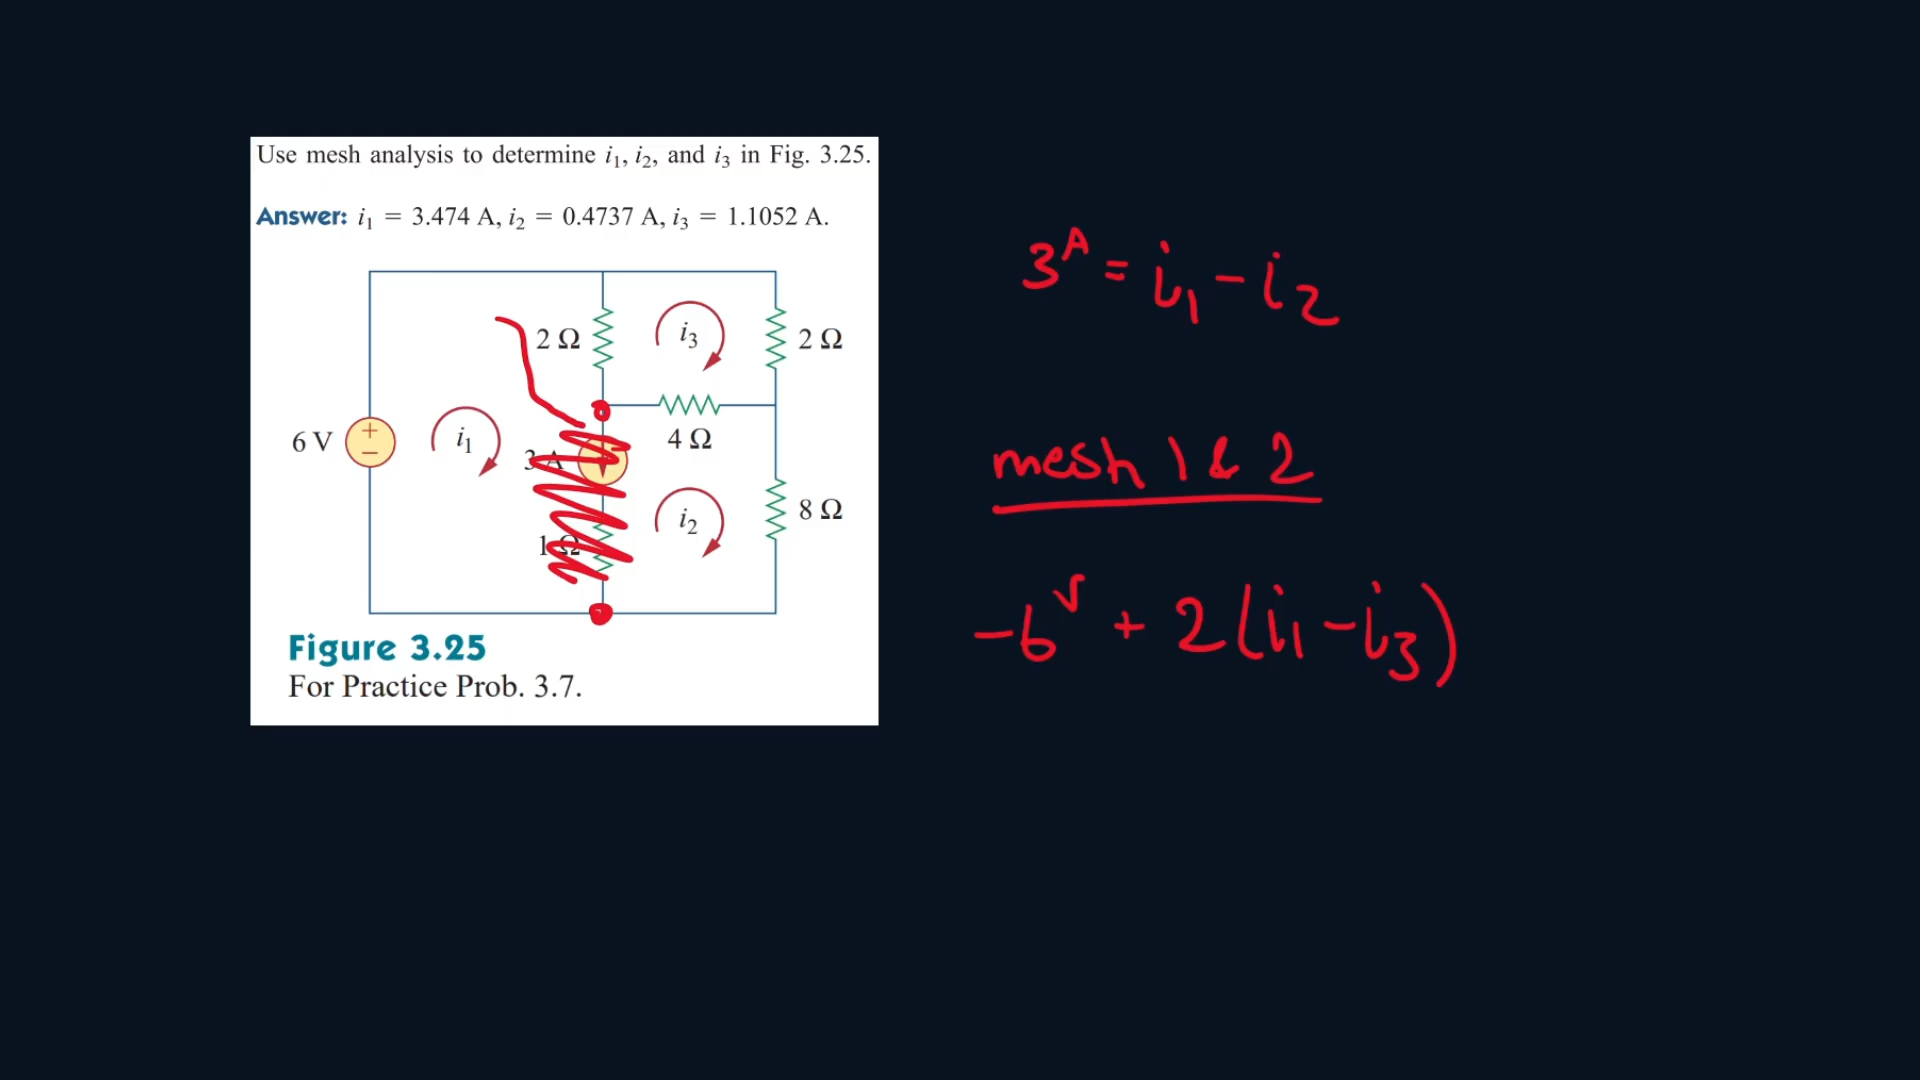 Use mesh analysis to determine i₁, i₂, and i₃ in Fig. 3.25.
Answer: i₁ = 3.474 A, i₂ = 0.4737 A, i₃ = 1.1052 A.
2 Ω
i₃
2 Ω
6 V
+
−
i₁
3 A
4 Ω
1 Ω
i₂
8 Ω
Figure 3.25
For Practice Prob. 3.7.
3ᴬ = i₁ - i₂
mesh 1 & 2
-6ᵛ + 2(i₁ - i₃)